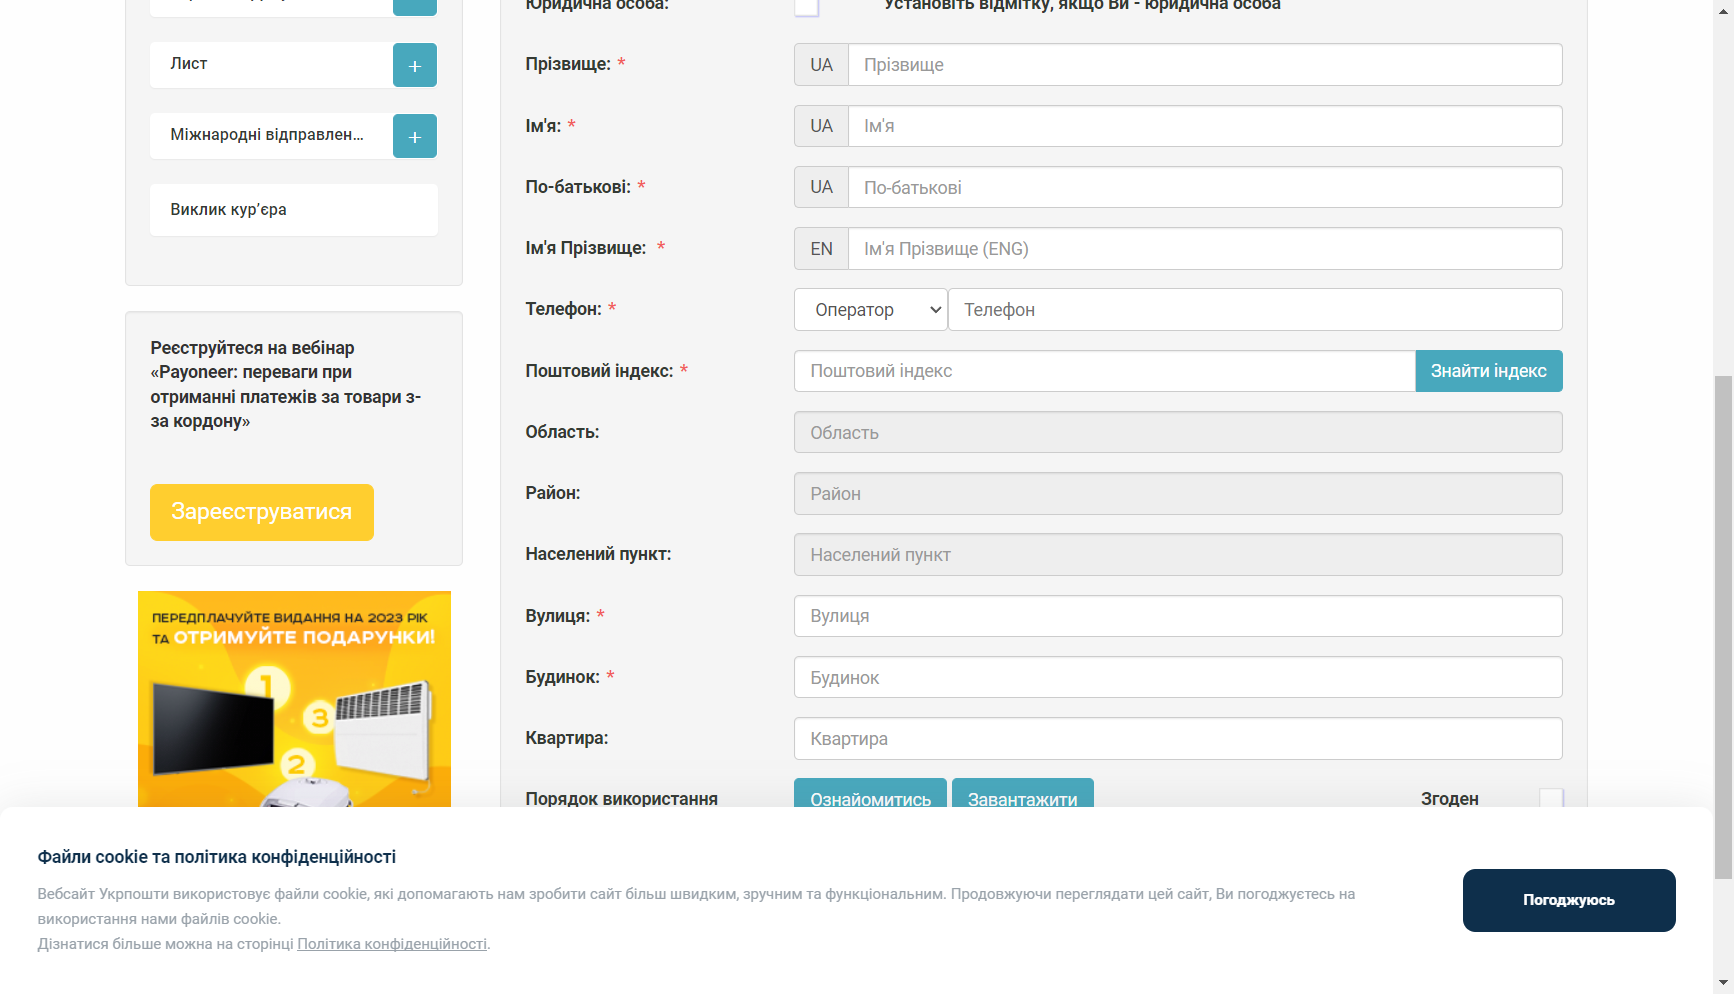 Лист
+
Міжнародні відправлен...
+
Виклик кур’єра
Реєструйтеся на вебінар
«Payoneer: переваги при
отриманні платежів за товари з-
за кордону»
Зареєструватися
ПЕРЕДПЛАЧУЙТЕ ВИДАННЯ НА 2023 РІК
ТА ОТРИМУЙТЕ ПОДАРУНКИ!
1
3
2
Юридична особа:
Установіть відмітку, якщо Ви - юридична особа
Прізвище: *
UA Прізвище
Ім'я: *
UA Ім'я
По-батькові: *
UA По-батькові
Ім'я Прізвище: *
EN Ім'я Прізвище (ENG)
Телефон: *
Оператор Телефон
Поштовий індекс: *
Поштовий індекс Знайти індекс
Область:
Область
Район:
Район
Населений пункт:
Населений пункт
Вулиця: *
Вулиця
Будинок: *
Будинок
Квартира:
Квартира
Порядок використання
Ознайомитись Завантажити Згоден
Файли cookie та політика конфіденційності
Вебсайт Укрпошти використовує файли cookie, які допомагають нам зробити сайт більш швидким, зручним та функціональним. Продовжуючи переглядати цей сайт, Ви погоджуєтесь на
використання нами файлів cookie.
Дізнатися більше можна на сторінці Політика конфіденційності.
Погоджуюсь